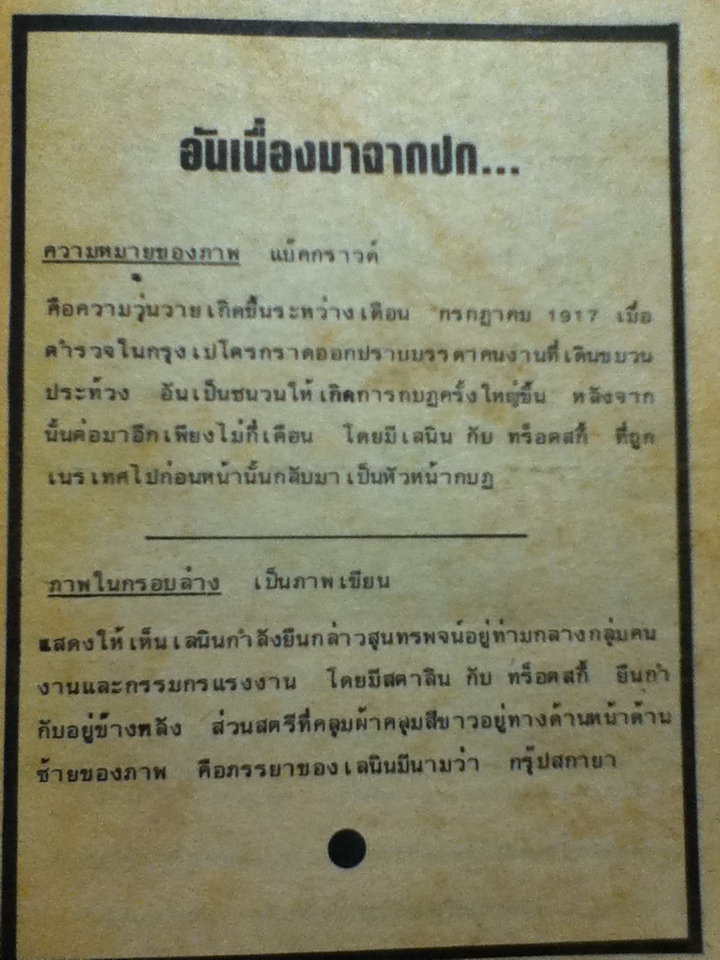 อันเนื่องมาจากปก...
ความหมายของภาพ แบ๊คกราวด์
คือความวุ่นวายเกิดขึ้นระหว่างเดือน กรกฎาคม 1917 เมื่อ
ตำรวจในกรุงเปโตรกราดออกปราบบรรดาคนงานที่เดินขบวน
ประท้วง อันเป็นชนวนให้เกิดการกบฏครั้งใหญ่ขึ้น หลังจาก
นั้นต่อมาอีกเพียงไม่กี่เดือน โดยมีเลนิน กับ ทร็อตสกี้ ที่ถูก
เนรเทศไปก่อนหน้านั้นกลับมาเป็นหัวหน้ากบฏ
ภาพในกรอบล่าง เป็นภาพเขียน
แสดงให้เห็นเลนินกำลังยืนกล่าวสุนทรพจน์อยู่ท่ามกลางกลุ่มคน
งานและกรรมกรแรงงาน โดยมีสตาลิน กับ ทร็อตสกี้ ยืนกำ
กับอยู่ข้างหลัง ส่วนสตรีที่คลุมผ้าคลุมสีขาวอยู่ทางด้านหน้าด้าน
ซ้ายของภาพ คือภรรยาของเลนินมีนามว่า กรุ๊ปสกายา